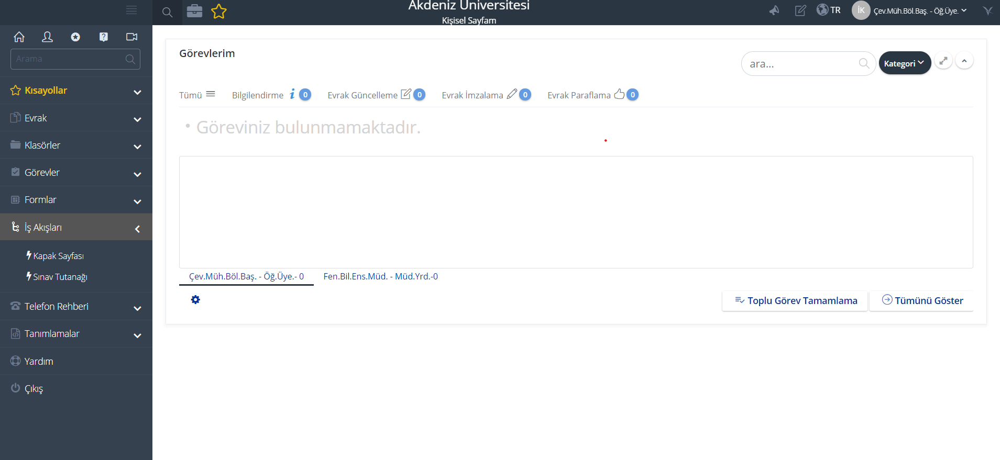 Akdeniz Üniversitesi
Kişisel Sayfam
TR
İK
Çev.Müh.Böl.Baş. - Öğ.Üye.
Arama
Kısayollar
Evrak
Klasörler
Görevler
Formlar
İş Akışları
Kapak Sayfası
Sınav Tutanağı
Telefon Rehberi
Tanımlamalar
Yardım
Çıkış
Görevlerim
ara...
Kategori
Tümü
Bilgilendirme 0
Evrak Güncelleme 0
Evrak İmzalama 0
Evrak Paraflama 0
• Göreviniz bulunmamaktadır.
Çev.Müh.Böl.Baş. - Öğ.Üye.- 0
Fen.Bil.Ens.Müd. - Müd.Yrd.-0
Toplu Görev Tamamlama
Tümünü Göster